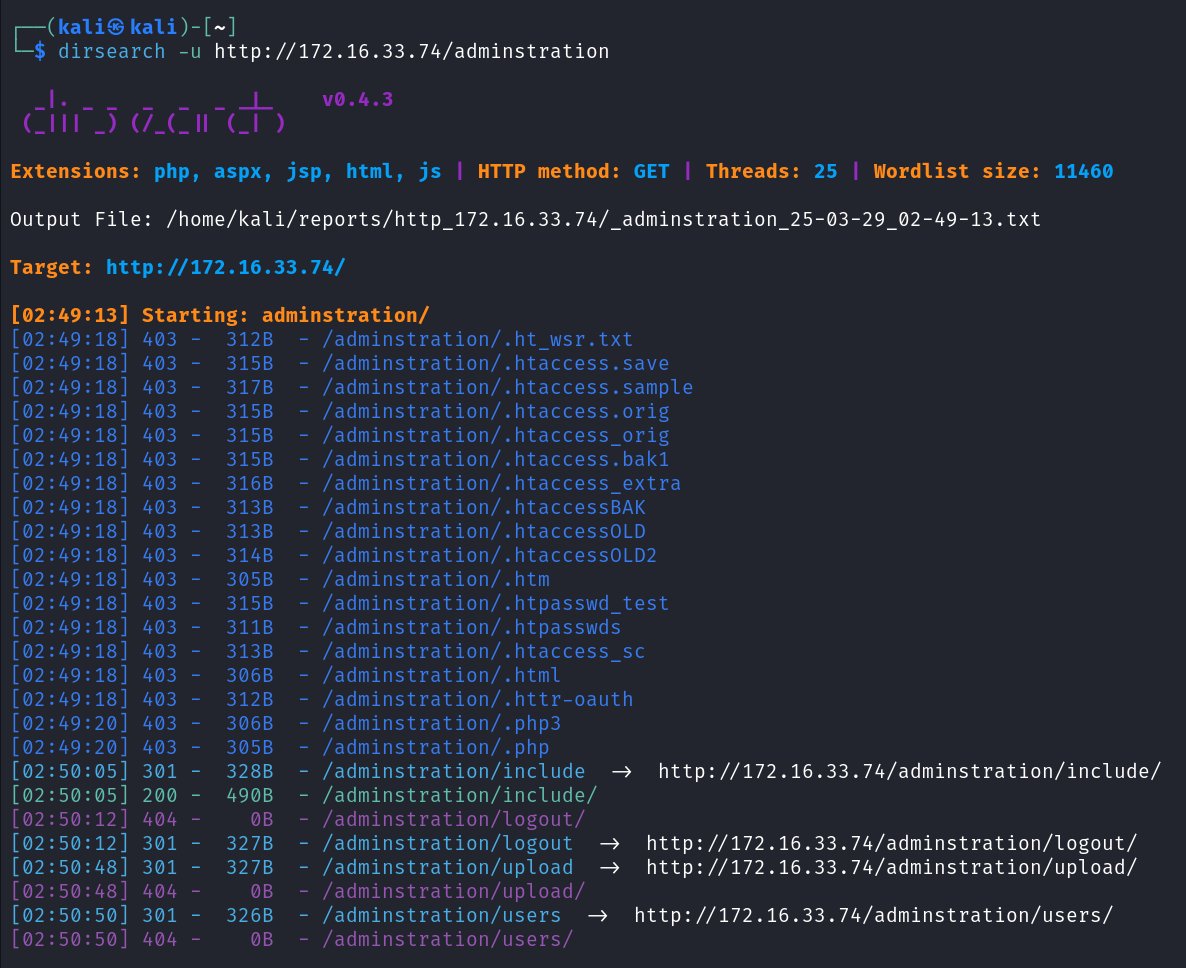 ┌──(kali㉿kali)-[~]
└─$ dirsearch -u http://172.16.33.74/adminstration
_|. _ _  _  _  _ _|_    v0.4.3
(_||| _) (/_(_|| (_| )
Extensions: php, aspx, jsp, html, js | HTTP method: GET | Threads: 25 | Wordlist size: 11460
Output File: /home/kali/reports/http_172.16.33.74/_adminstration_25-03-29_02-49-13.txt
Target: http://172.16.33.74/
[02:49:13] Starting: adminstration/
[02:49:18] 403 -  312B  - /adminstration/.ht_wsr.txt
[02:49:18] 403 -  315B  - /adminstration/.htaccess.save
[02:49:18] 403 -  317B  - /adminstration/.htaccess.sample
[02:49:18] 403 -  315B  - /adminstration/.htaccess.orig
[02:49:18] 403 -  315B  - /adminstration/.htaccess_orig
[02:49:18] 403 -  315B  - /adminstration/.htaccess.bak1
[02:49:18] 403 -  316B  - /adminstration/.htaccess_extra
[02:49:18] 403 -  313B  - /adminstration/.htaccessBAK
[02:49:18] 403 -  313B  - /adminstration/.htaccessOLD
[02:49:18] 403 -  314B  - /adminstration/.htaccessOLD2
[02:49:18] 403 -  305B  - /adminstration/.htm
[02:49:18] 403 -  315B  - /adminstration/.htpasswd_test
[02:49:18] 403 -  311B  - /adminstration/.htpasswds
[02:49:18] 403 -  313B  - /adminstration/.htaccess_sc
[02:49:18] 403 -  306B  - /adminstration/.html
[02:49:18] 403 -  312B  - /adminstration/.httr-oauth
[02:49:20] 403 -  306B  - /adminstration/.php3
[02:49:20] 403 -  305B  - /adminstration/.php
[02:50:05] 301 -  328B  - /adminstration/include  →  http://172.16.33.74/adminstration/include/
[02:50:05] 200 -  490B  - /adminstration/include/
[02:50:12] 404 -    0B  - /adminstration/logout/
[02:50:12] 301 -  327B  - /adminstration/logout  →  http://172.16.33.74/adminstration/logout/
[02:50:48] 301 -  327B  - /adminstration/upload  →  http://172.16.33.74/adminstration/upload/
[02:50:48] 404 -    0B  - /adminstration/upload/
[02:50:50] 301 -  326B  - /adminstration/users  →  http://172.16.33.74/adminstration/users/
[02:50:50] 404 -    0B  - /adminstration/users/